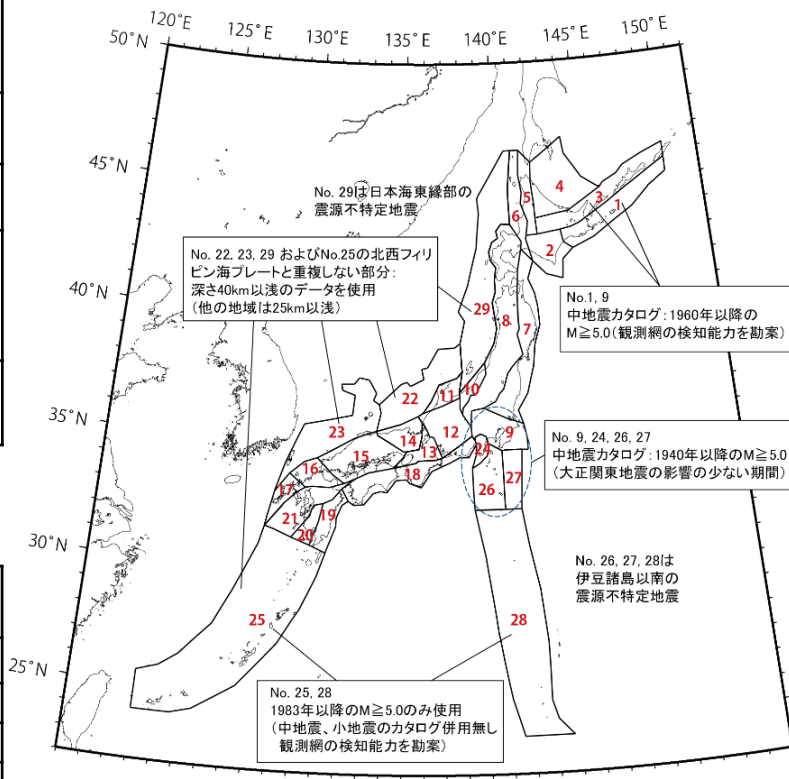 120°E
125°E
130°E
135°E
140°E
145°E
150°E
50°N
45°N
40°N
35°N
30°N
25°N
No. 29は日本海東縁部の
震源不特定地震
No. 22, 23, 29 およびNo.25の北西フィリ
ピン海プレートと重複しない部分:
深さ40km以浅のデータを使用
(他の地域は25km以浅)
No.1, 9
中地震カタログ:1960年以降の
M≧5.0(観測網の検知能力を勘案)
No. 9, 24, 26, 27
中地震カタログ:1940年以降のM≧5.0
(大正関東地震の影響の少ない期間)
No. 26, 27, 28は
伊豆諸島以南の
震源不特定地震
No. 25, 28
1983年以降のM≧5.0のみ使用
(中地震、小地震のカタログ併用無し
観測網の検知能力を勘案)
4
5
3
1
6
2
29
8
7
10
11
22
12
9
23
14
13
24
15
16
18
27
17
26
21
19
20
25
28